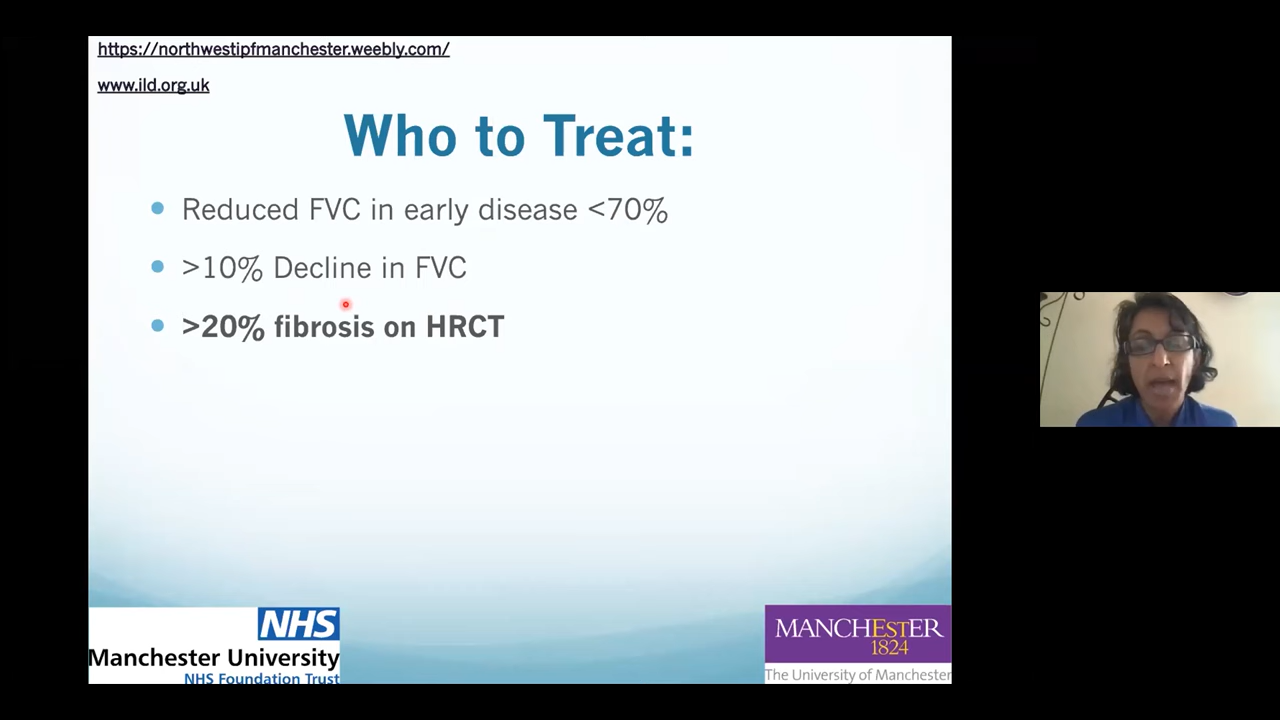 https://northwestipfmanchester.weebly.com/
www.ild.org.uk
Who to Treat:
Reduced FVC in early disease <70%
>10% Decline in FVC
>20% fibrosis on HRCT
NHS
Manchester University
NHS Foundation Trust
MANCHESTER
1824
The University of Manchester